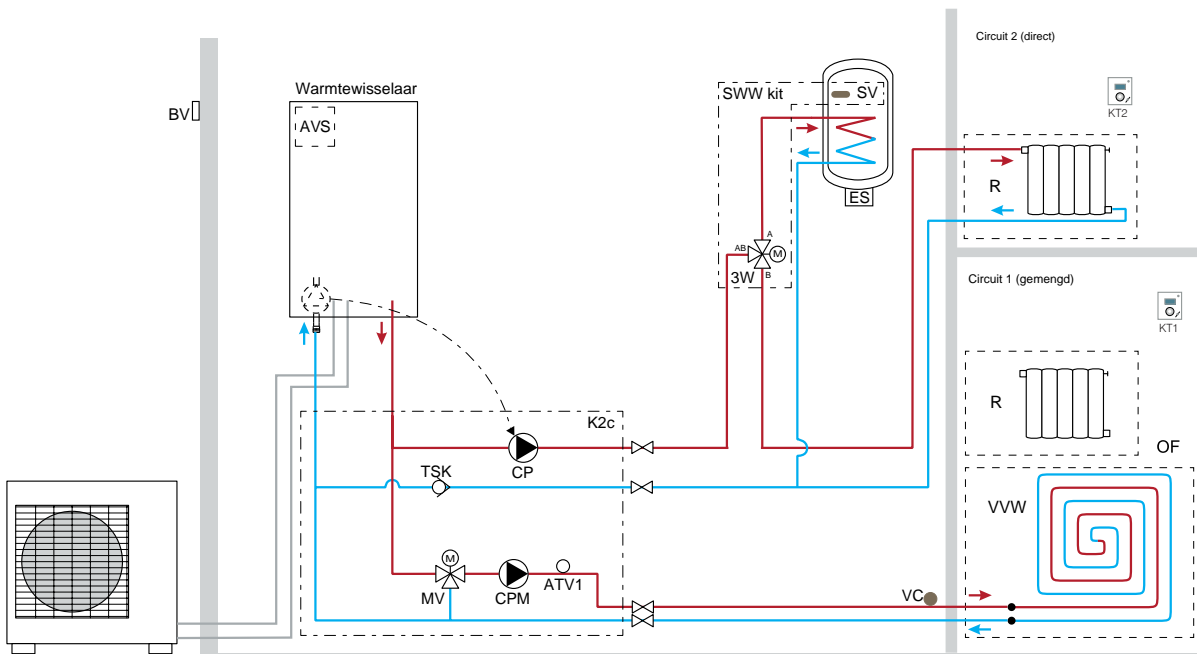 Circuit 2 (direct)
Warmtewisselaar
SWW kit
SV
BV
AVS
KT2
R
ES
A
AB
M
3W
B
Circuit 1 (gemengd)
KT1
R
K2c
OF
TSK
CP
VVW
M
MV
CPM
ATV1
VC